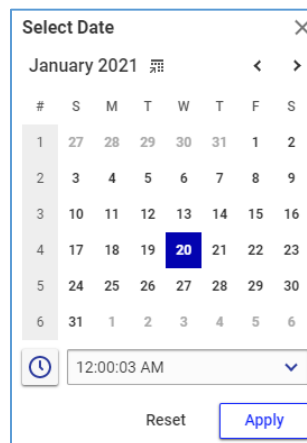 Select Date
January 2021
# S M T W T F S
1 27 28 29 30 31 1 2
2 3 4 5 6 7 8 9
3 10 11 12 13 14 15 16
4 17 18 19 20 21 22 23
5 24 25 26 27 28 29 30
6 31 1 2 3 4 5 6
12:00:03 AM
Reset Apply